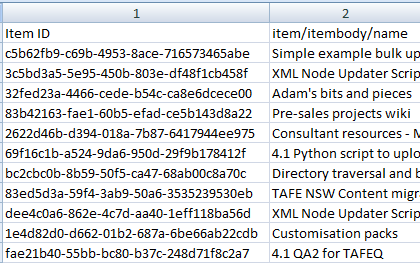 1 2
Item ID item/itembody/name
c5b62fb9-c69b-4953-8ace-716573465abe Simple example bulk up
3c5bd3a5-5e95-450b-803e-df48f1cb458f XML Node Updater Scrip
32fed23a-4466-cede-b54c-ca8e6dcece00 Adam's bits and pieces
83b42163-fae1-60b5-efad-ce5b143d8a22 Pre-sales projects wiki
2622d46b-d394-018a-7b87-6417944ee975 Consultant resources - M
69f16c1b-a524-9da6-950d-29f9b178412f 4.1 Python script to uplo
bc2cbc0b-8b59-50f5-ca47-68ab00c8a70c Directory traversal and b
83ed5d3a-59f4-3ab9-50a6-3535239530eb TAFE NSW Content migr
dee4c0a6-862e-4c7d-aa40-1eff118ba56d XML Node Updater Scrip
1e4d82d0-d662-01b2-687a-6be66ab22cdb Customisation packs
fae21b40-55bb-bc80-b37c-248d71f8c2a7 4.1 QA2 for TAFEQ